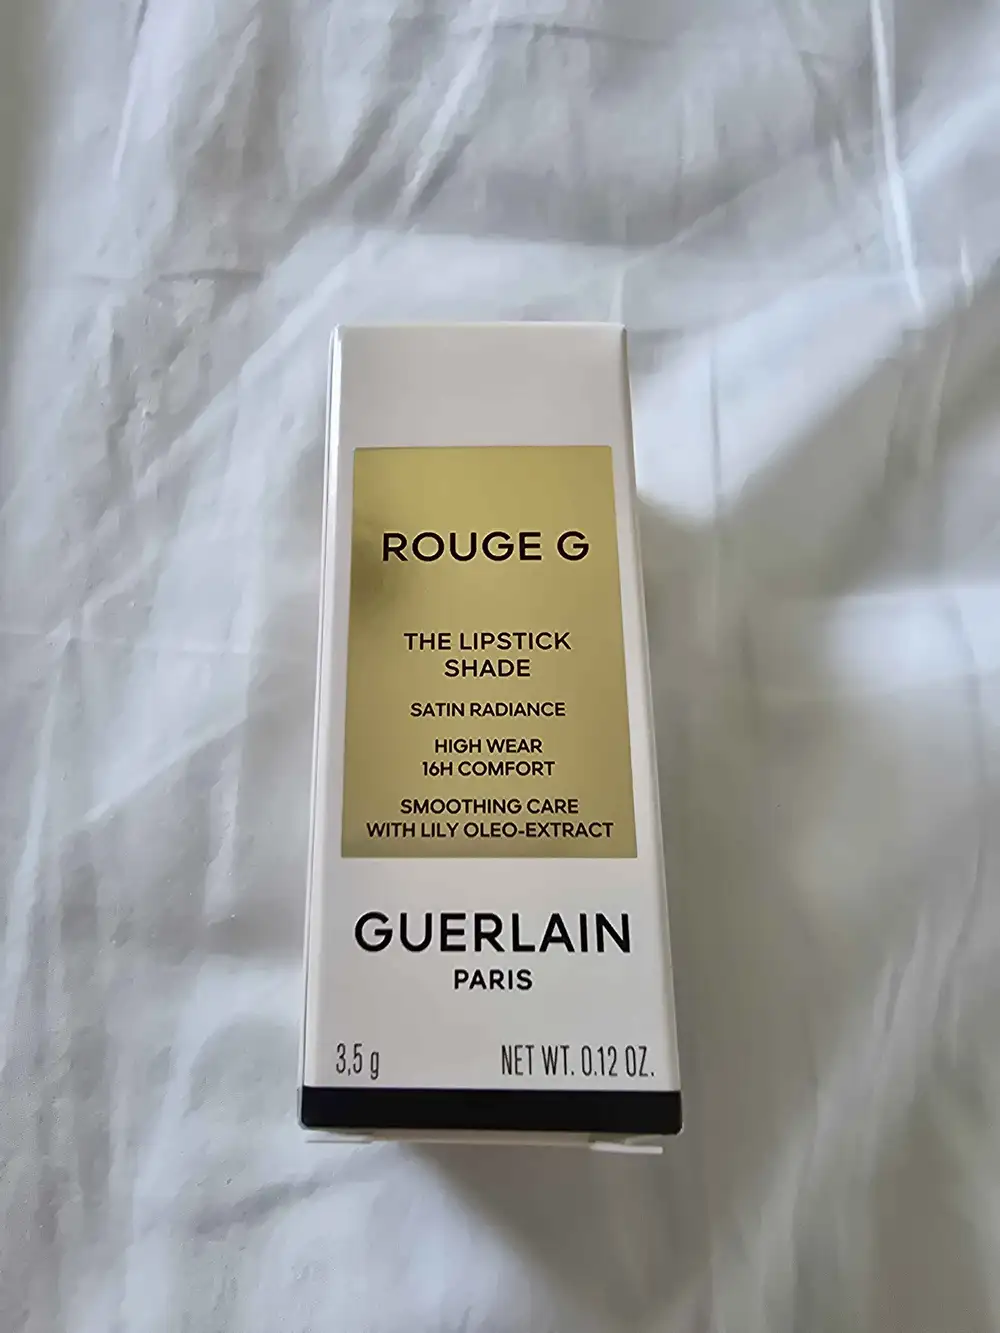 ROUGE G
THE LIPSTICK
SHADE
SATIN RADIANCE
HIGH WEAR
16H COMFORT
SMOOTHING CARE
WITH LILY OLEO-EXTRACT
GUERLAIN
PARIS
3,5 g NET WT. 0.12 OZ.